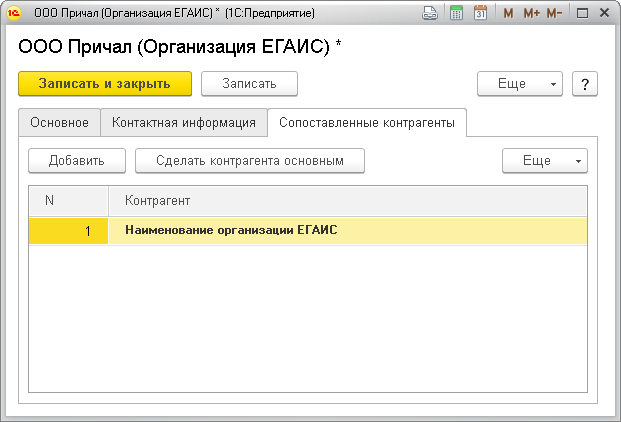 ООО Причал (Организация ЕГАИС) * (1С:Предприятие)
31 M M+ M-
ООО Причал (Организация ЕГАИС) *
Записать и закрыть Записать Еще ?
Основное Контактная информация Сопоставленные контрагенты
Добавить Сделать контрагента основным Еще
N Контрагент
1 Наименование организации ЕГАИС